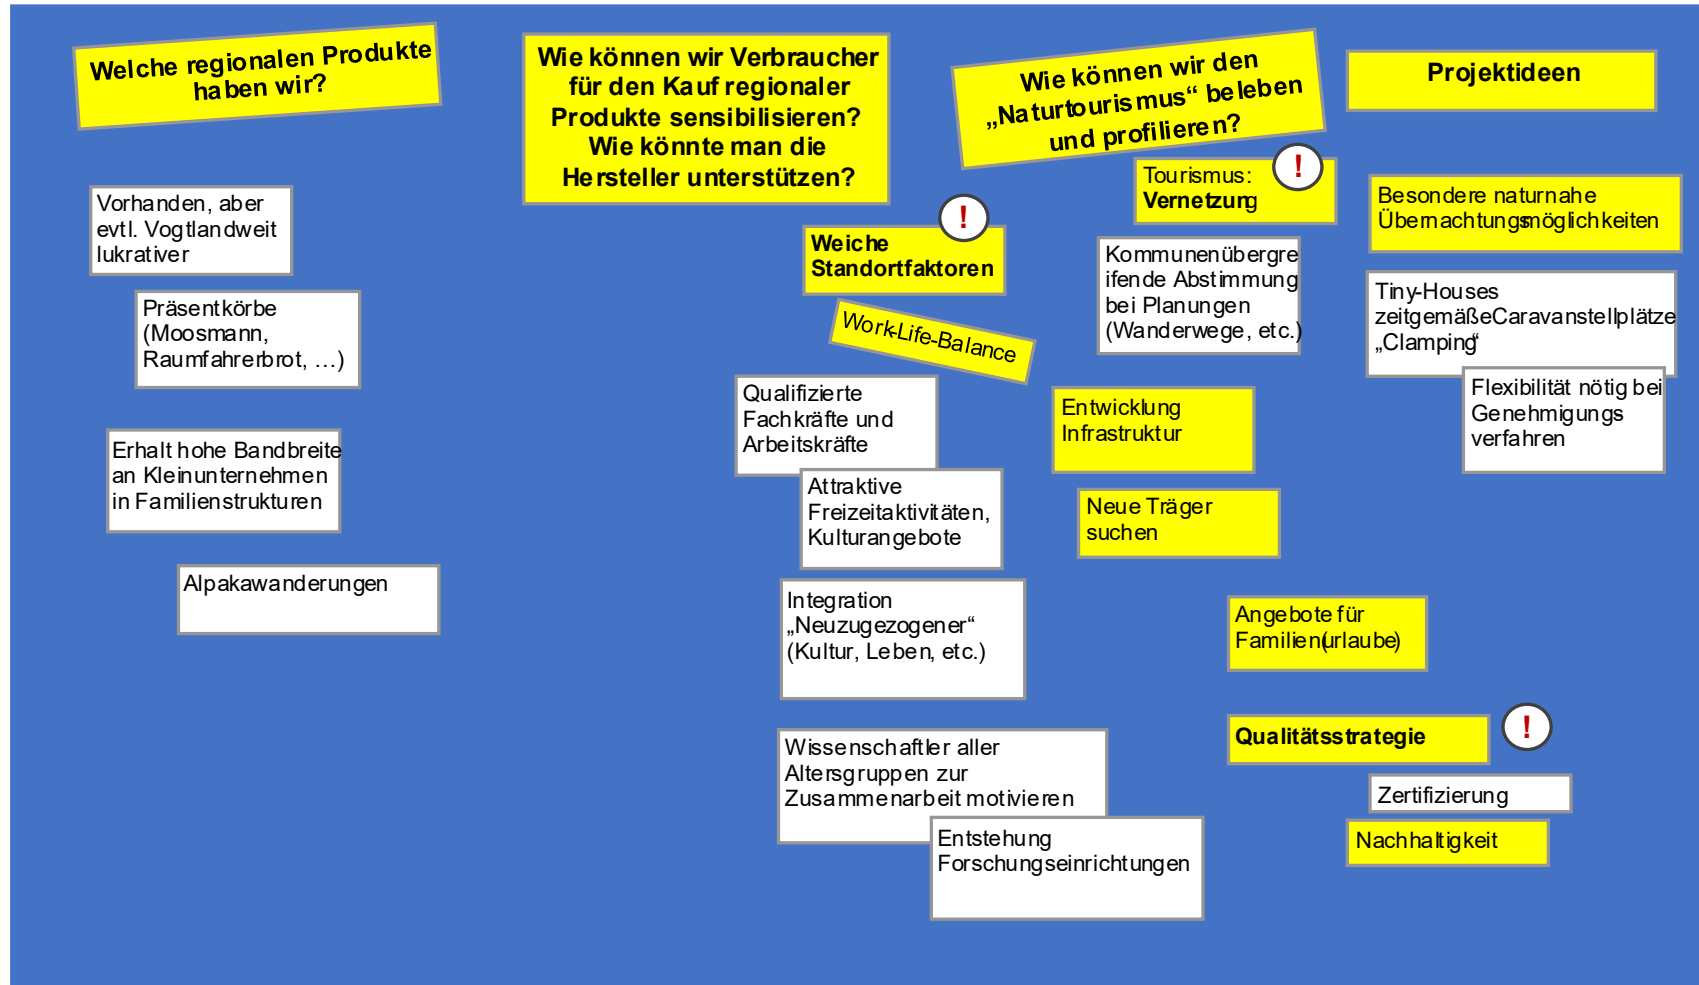 Welche regionalen Produkte
haben wir?
Wie können wir Verbraucher
für den Kauf regionaler
Produkte sensibilisieren?
Wie könnte man die
Hersteller unterstützen?
Wie können wir den
„Naturtourismus“ beleben
und profilieren?
Projektideen
Vorhanden, aber
evtl. Vogtlandweit
lukrativer
Präsentkörbe
(Moosmann,
Raumfahrerbrot, …)
Erhalt hohe Bandbreite
an Kleinunternehmen
in Familienstrukturen
Alpakawanderungen
!
Weiche
Standortfaktoren
Work-Life-Balance
Qualifizierte
Fachkräfte und
Arbeitskräfte
Attraktive
Freizeitaktivitäten,
Kulturangebote
Integration
„Neuzugezogener“
(Kultur, Leben, etc.)
Wissenschaftler aller
Altersgruppen zur
Zusammenarbeit motivieren
Entstehung
Forschungseinrichtungen
!
Tourismus:
Vernetzung
Kommunenübergre
ifende Abstimmung
bei Planungen
(Wanderwege, etc.)
Entwicklung
Infrastruktur
Neue Träger
suchen
Angebote für
Familien(urlaube)
Qualitätsstrategie
!
Zertifizierung
Nachhaltigkeit
Besondere naturnahe
Übernachtungsmöglichkeiten
Tiny-Houses
zeitgemäße Caravanstellplätze
„Clamping“
Flexibilität nötig bei
Genehmigungs
verfahren